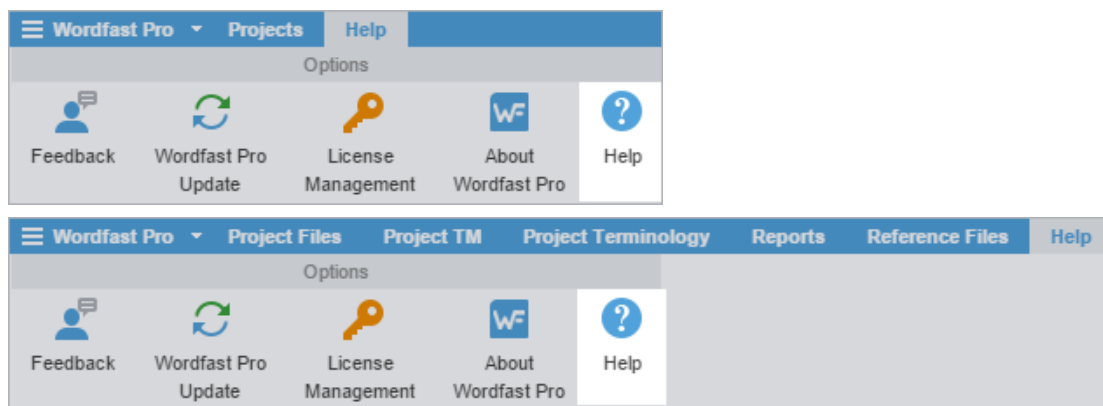 Wordfast Pro Projects Help
Options
Feedback Wordfast Pro Update License Management About Wordfast Pro Help
Wordfast Pro Project Files Project TM Project Terminology Reports Reference Files Help
Options
Feedback Wordfast Pro Update License Management About Wordfast Pro Help